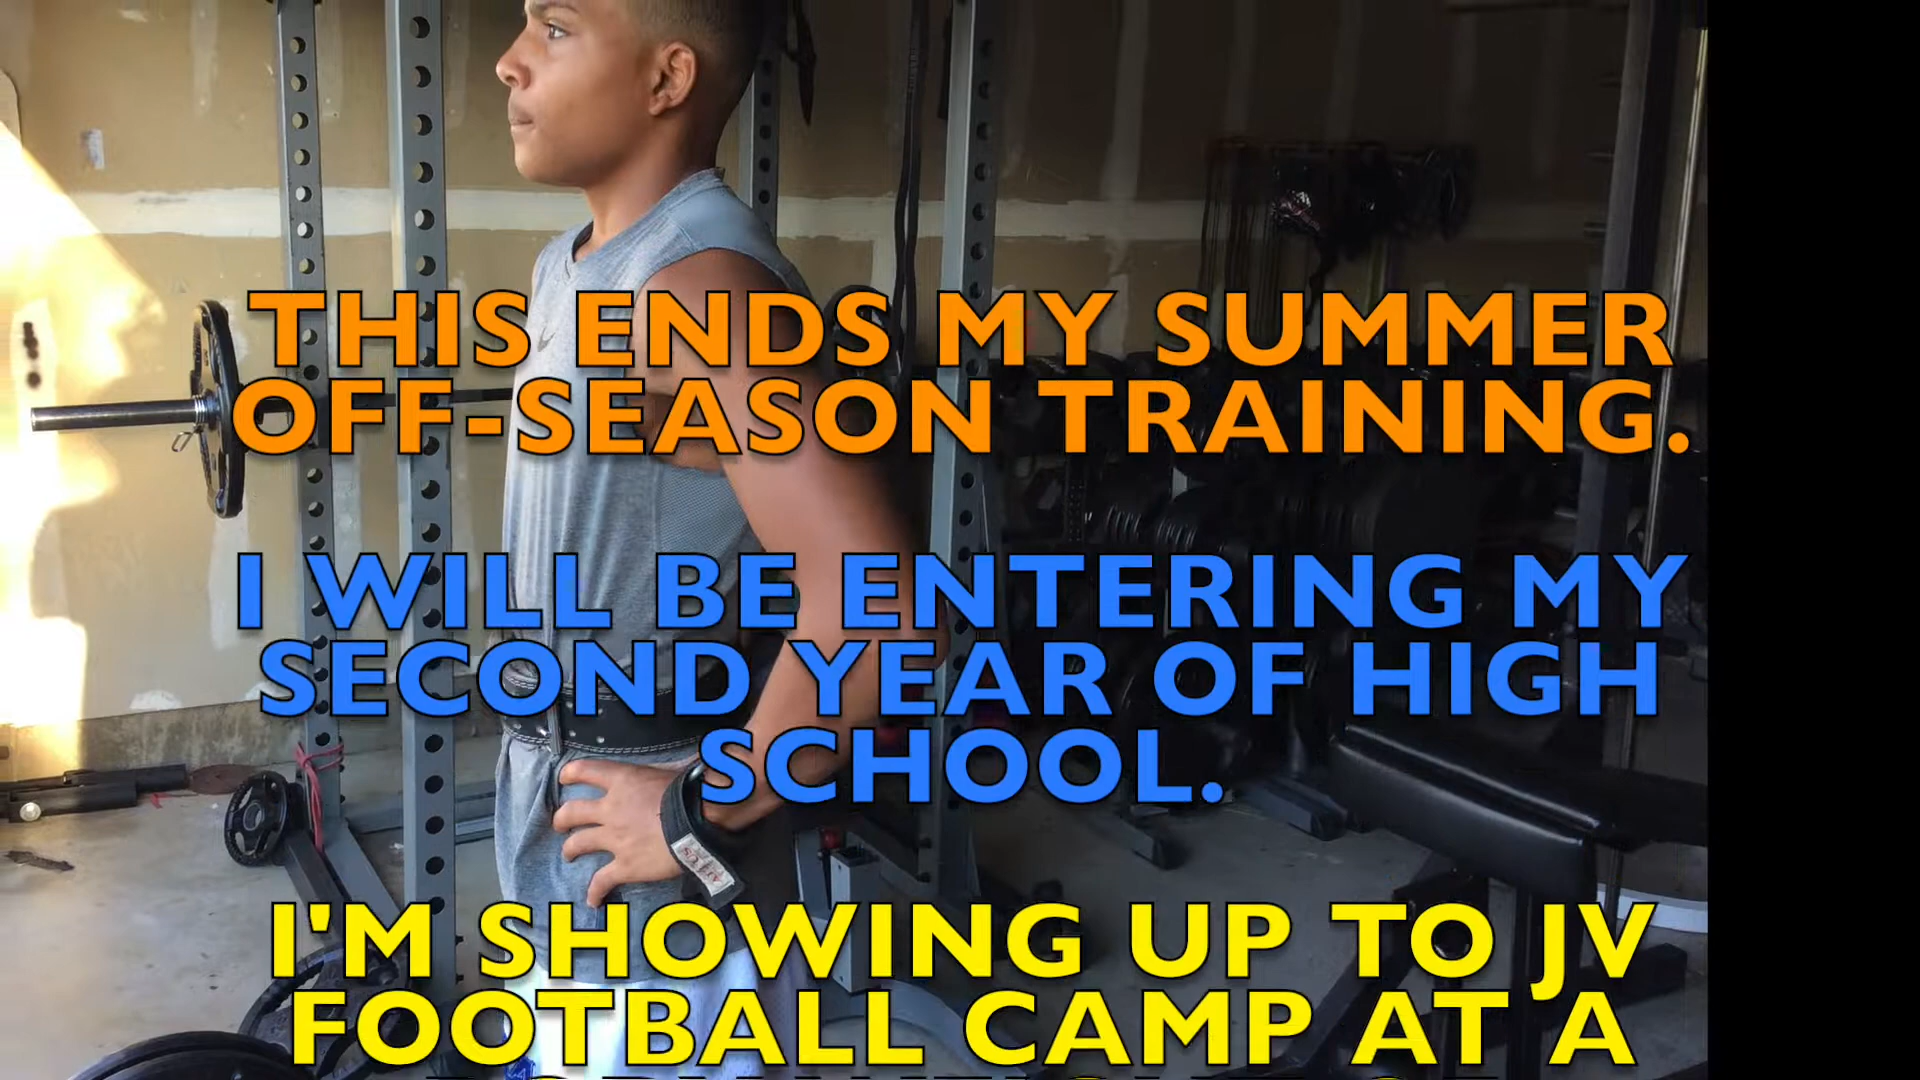 THIS ENDS MY SUMMER
OFF-SEASON TRAINING.
I WILL BE ENTERING MY
SECOND YEAR OF HIGH
SCHOOL.
I'M SHOWING UP TO JV
FOOTBALL CAMP AT A